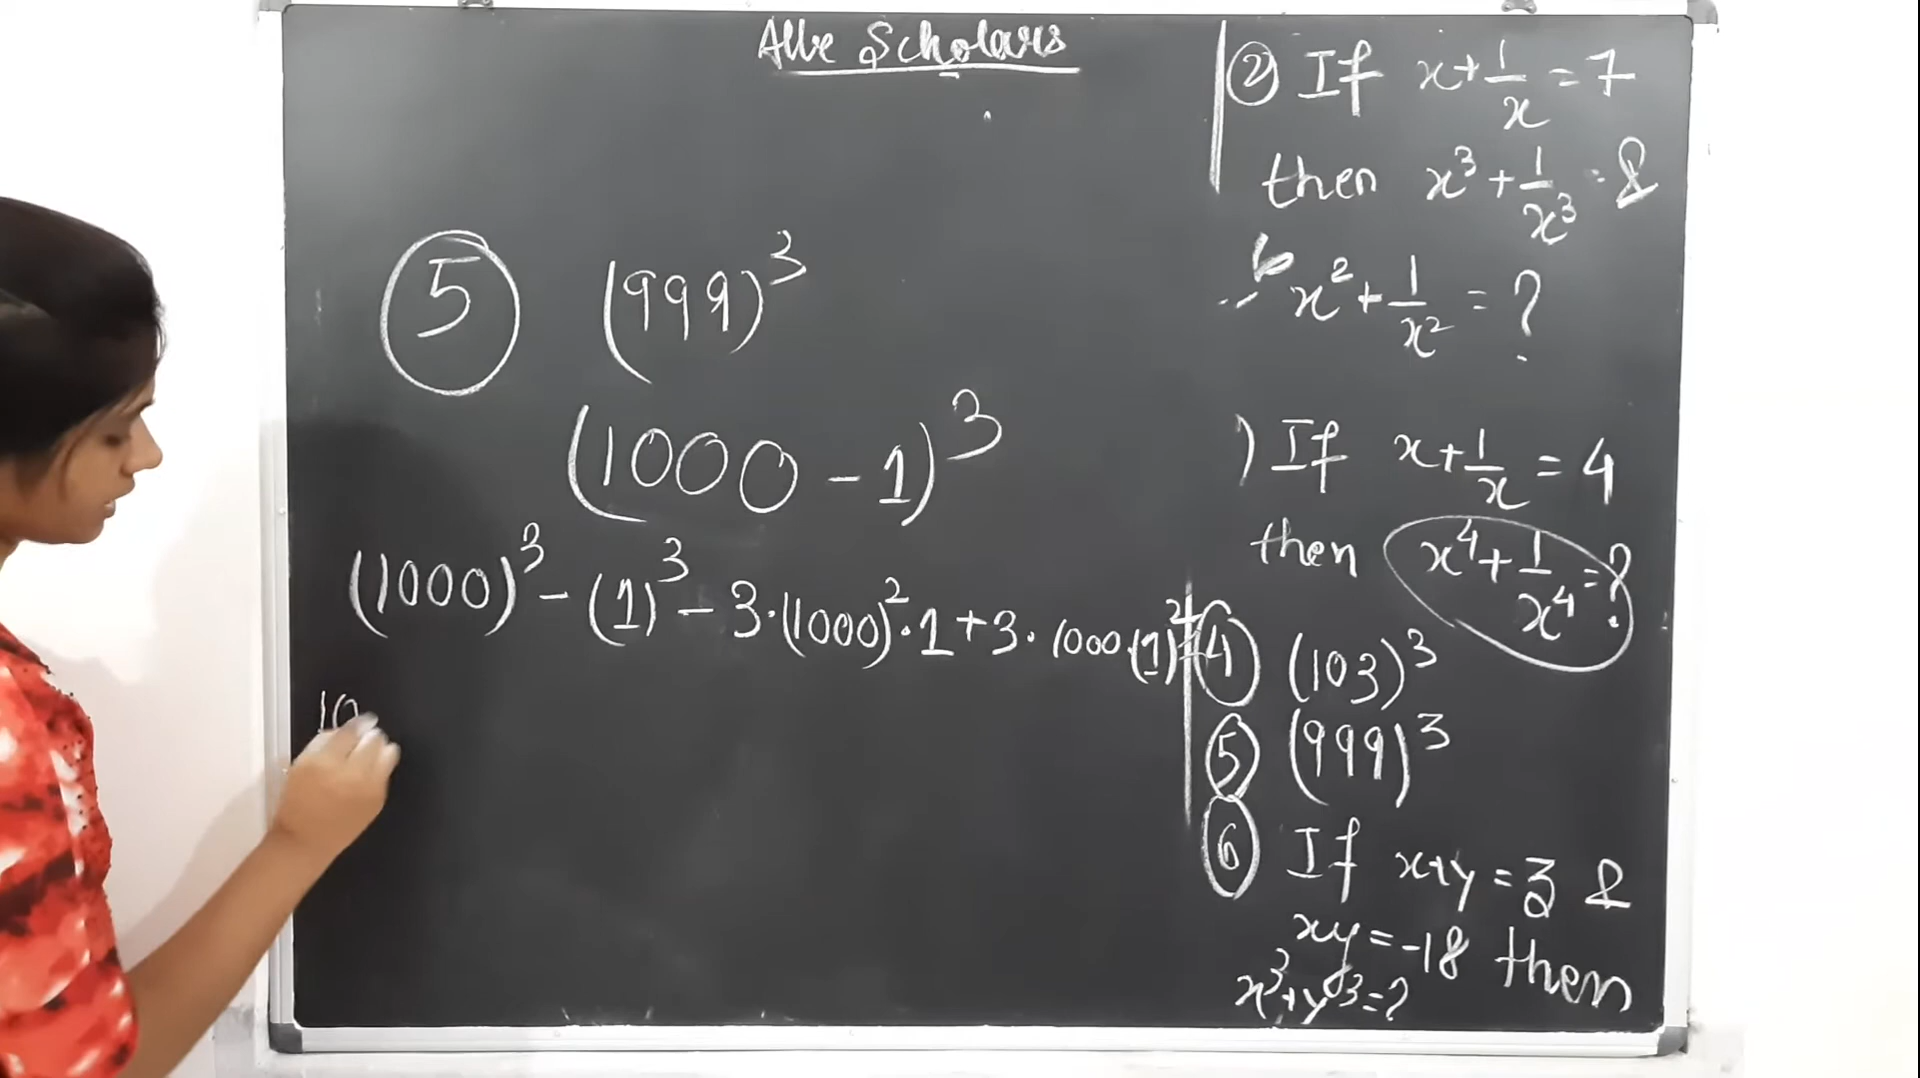 Alve Scholars
5 (999)³
(1000 - 1)³
(1000)³ - (1)³ - 3·(1000)²·1 + 3·1000·(1)²
10
② If x + 1/x = 7
then x³ + 1/x³ = &
x² + 1/x² = ?
) If x + 1/x = 4
then x⁴ + 1/x⁴ = ?
④ (103)³
⑤ (999)³
⑥ If x+y = 3 &
xy = -18 then
x³+y³ = ?